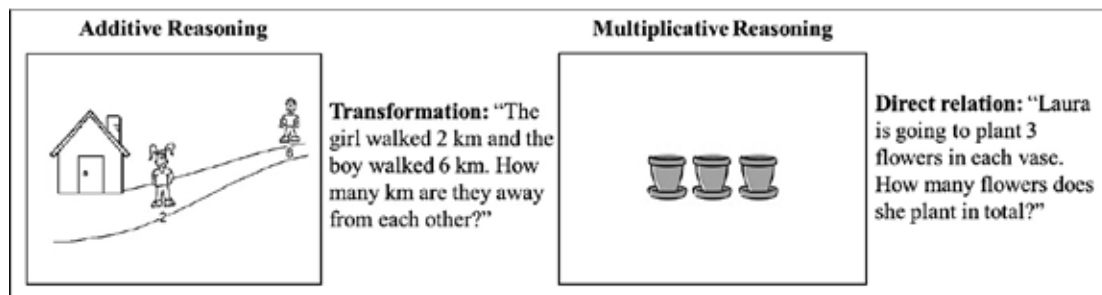 Additive Reasoning
2
6
Transformation: “The
girl walked 2 km and the
boy walked 6 km. How
many km are they away
from each other?”
Multiplicative Reasoning
Direct relation: “Laura
is going to plant 3
flowers in each vase.
How many flowers does
she plant in total?”